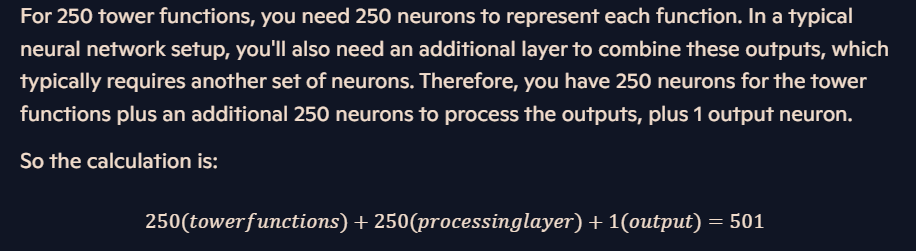 For 250 tower functions, you need 250 neurons to represent each function. In a typical
neural network setup, you'll also need an additional layer to combine these outputs, which
typically requires another set of neurons. Therefore, you have 250 neurons for the tower
functions plus an additional 250 neurons to process the outputs, plus 1 output neuron.
So the calculation is:
250(towerfunctions) + 250(processinglayer) + 1(output) = 501